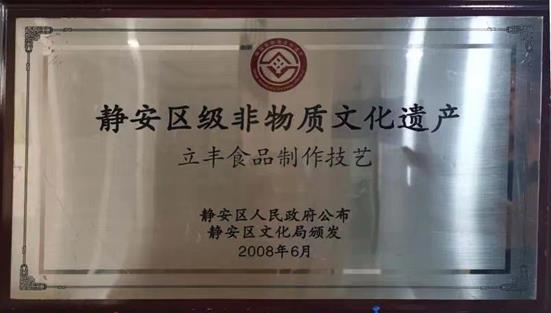 静安区级非物质文化遗产
立丰食品制作技艺
静安区人民政府公布
静安区文化局颁发
2008年6月